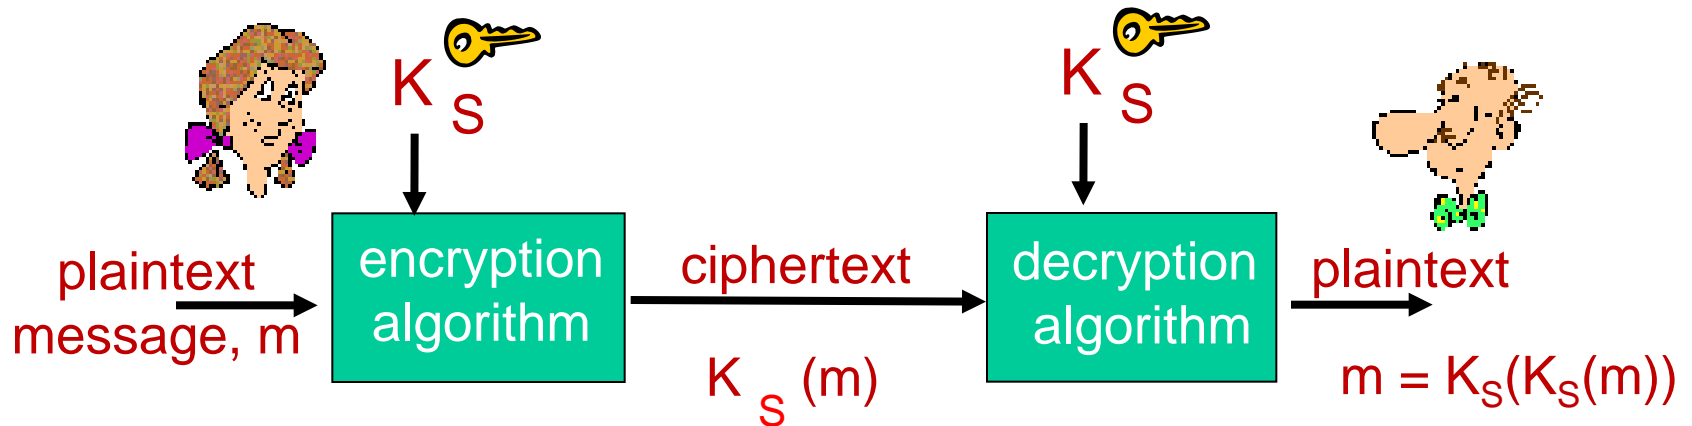 K S
K S
plaintext
message, m
encryption
algorithm
ciphertext
K S (m)
decryption
algorithm
plaintext
m = KS(KS(m))